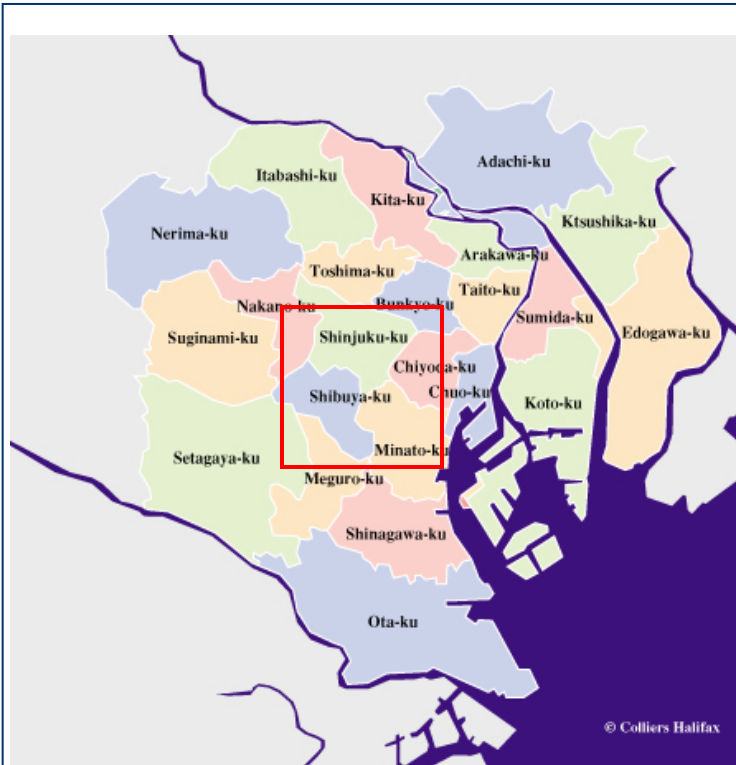 Adachi-ku
Itabashi-ku
Kita-ku
Ktsushika-ku
Nerima-ku
Arakawa-ku
Toshima-ku
Taito-ku
Nakano-ku
Bunkyo-ku
Sumida-ku
Suginami-ku
Shinjuku-ku
Edogawa-ku
Chiyoda-ku
Shibuya-ku
Chuo-ku
Koto-ku
Setagaya-ku
Minato-ku
Meguro-ku
Shinagawa-ku
Ota-ku
© Colliers Halifax